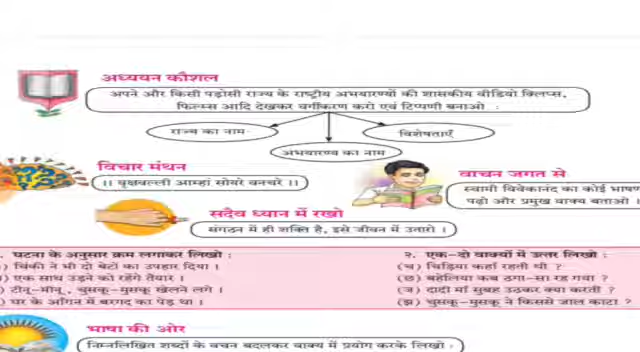 अध्ययन कौशल
अपने और किसी पड़ोसी राज्य के राष्ट्रीय अभयारण्यों की शासकीय वीडियो क्लिप्स,
फिल्म्स आदि देखकर वर्गीकरण करो एवं टिप्पणी बनाओ :
राज्य का नाम
विशेषताएँ
अभयारण्य का नाम
विचार मंथन
।। वृक्षवल्ली आम्हां सोयरे वनचरे ।।
वाचन जगत से
स्वामी विवेकानंद का कोई भाषण
पढ़ो और प्रमुख वाक्य बताओ ।
सदैव ध्यान में रखो
संगठन में ही शक्ति है, इसे जीवन में उतारो ।
. घटना के अनुसार क्रम लगाकर लिखो :
) चिंकी ने भी दो बेटों का उपहार दिया ।
) एक साथ उड़ने को रहेंगे तैयार ।
) टीनू-मीनू , चुसकू-मुसकू खेलने लगे ।
) घर के आँगन में बरगद का पेड़ था ।
२. एक-दो वाक्यों में उत्तर लिखो :
(च) चिड़िया कहाँ रहती थी ?
(छ) बहेलिया कब ठगा-सा रह गया ?
(ज) दादी माँ सुबह उठकर क्या करतीं ?
(झ) चुसकू-मुसकू ने किससे जाल काटा ?
भाषा की ओर
निम्नलिखित शब्दों के वचन बदलकर वाक्य में प्रयोग करके लिखो :